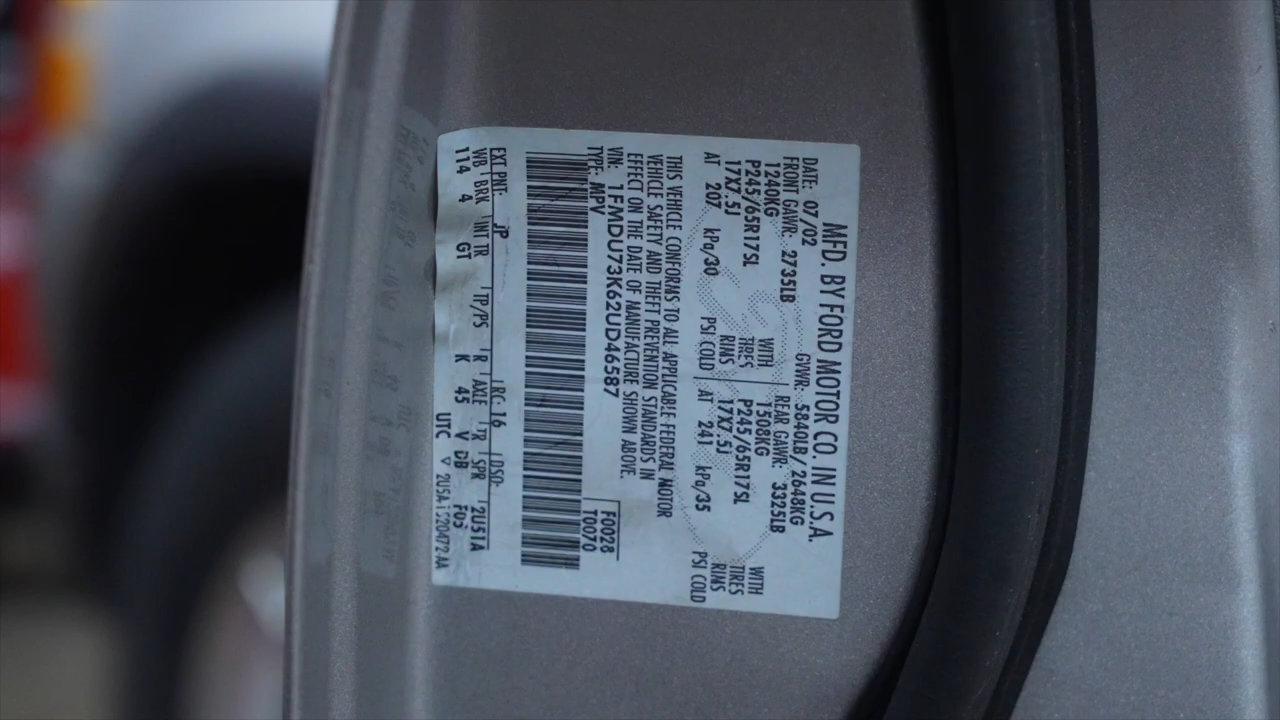 MFD. BY FORD MOTOR CO. IN U.S.A.
DATE: 07/02 GVWR: 5840LB/2648KG
FRONT GAWR: 2735LB REAR GAWR: 3325LB
1240KG WITH 1508KG WITH
P245/65R17SL TIRES P245/65R17SL TIRES
17X7.5J RIMS 17X7.5J RIMS
AT 207 kPa/30 PSI COLD AT 241 kPa/35 PSI COLD
THIS VEHICLE CONFORMS TO ALL APPLICABLE FEDERAL MOTOR
VEHICLE SAFETY AND THEFT PREVENTION STANDARDS IN
EFFECT ON THE DATE OF MANUFACTURE SHOWN ABOVE.
VIN: 1FMDU73K62UD46587
TYPE: MPV
F0028
T0070
EXT PNT: JP RC: 16 DSO:
WB BRK INT TR TP/PS R AXLE TR SPR 2U51A
114 4 GT K 45 V DB F05
UTC